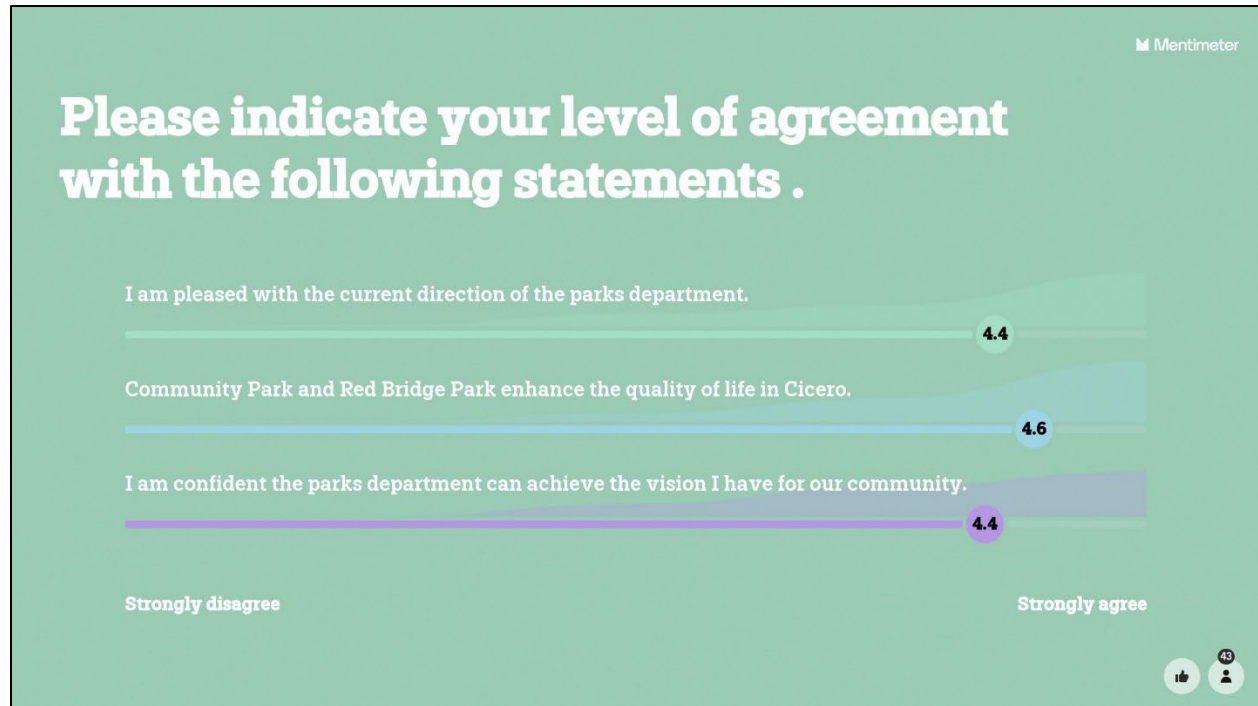 Mentimeter
Please indicate your level of agreement
with the following statements .
I am pleased with the current direction of the parks department.
4.4
Community Park and Red Bridge Park enhance the quality of life in Cicero.
4.6
I am confident the parks department can achieve the vision I have for our community.
4.4
Strongly disagree
Strongly agree
43